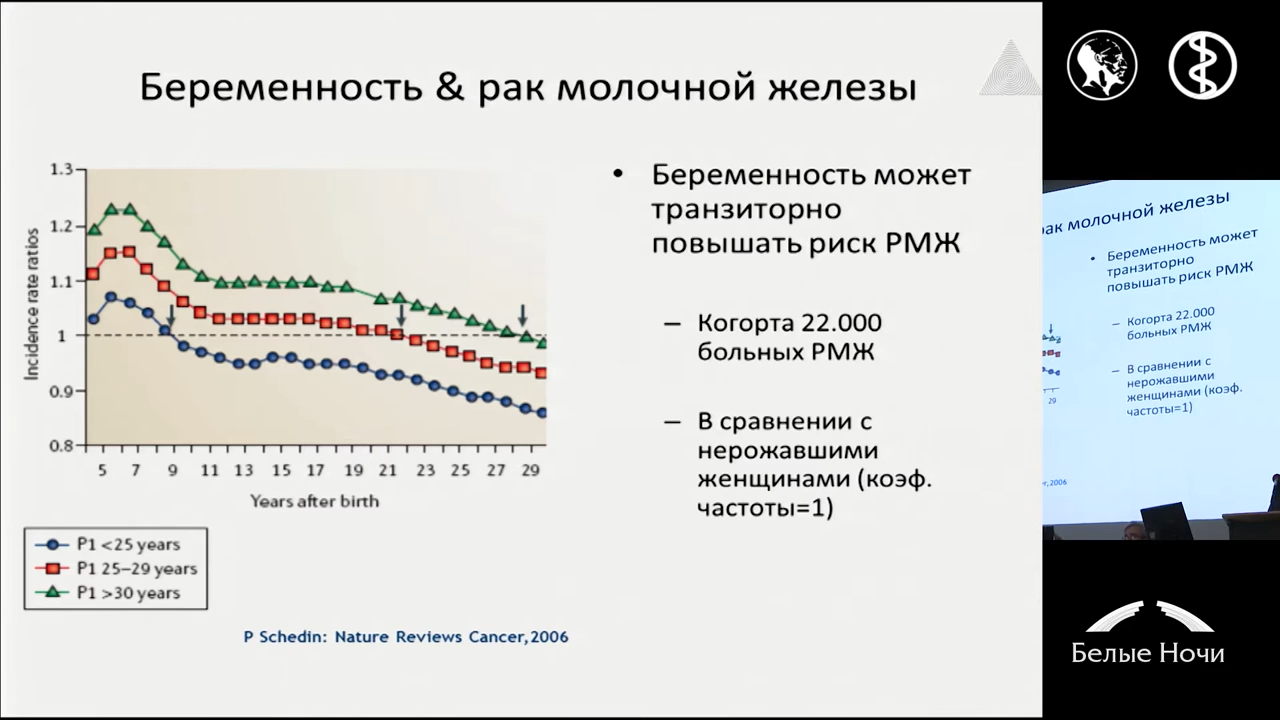 Беременность & рак молочной железы
1.3
1.2
1.1
1
0.9
0.8
Incidence rate ratios
5 7 9 11 13 15 17 19 21 23 25 27 29
Years after birth
P1 <25 years
P1 25–29 years
P1 >30 years
P Schedin: Nature Reviews Cancer,2006
• Беременность может
транзиторно
повышать риск РМЖ
– Когорта 22.000
больных РМЖ
– В сравнении с
нерожавшими
женщинами (коэф.
частоты=1)
рак молочной железы
• Беременность может
транзиторно
повышать риск РМЖ
– Когорта 22.000
больных РМЖ
– В сравнении с
нерожавшими
женщинами (коэф.
частоты=1)
29
2006
Белые Ночи